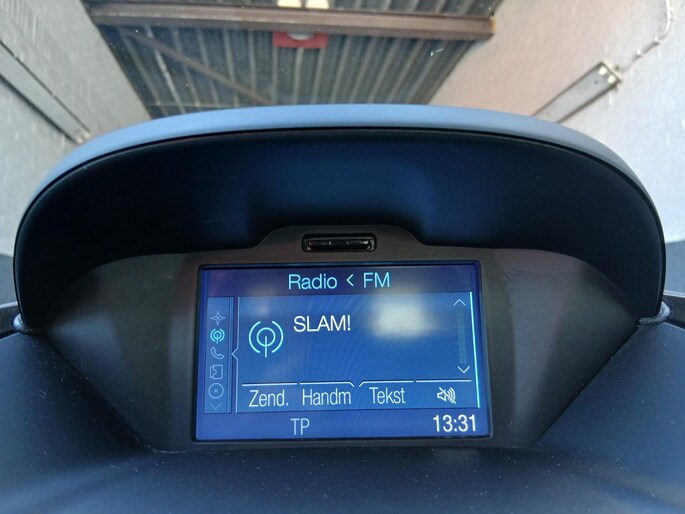 Radio < FM
SLAM!
Zend. Handm Tekst
TP 13:31